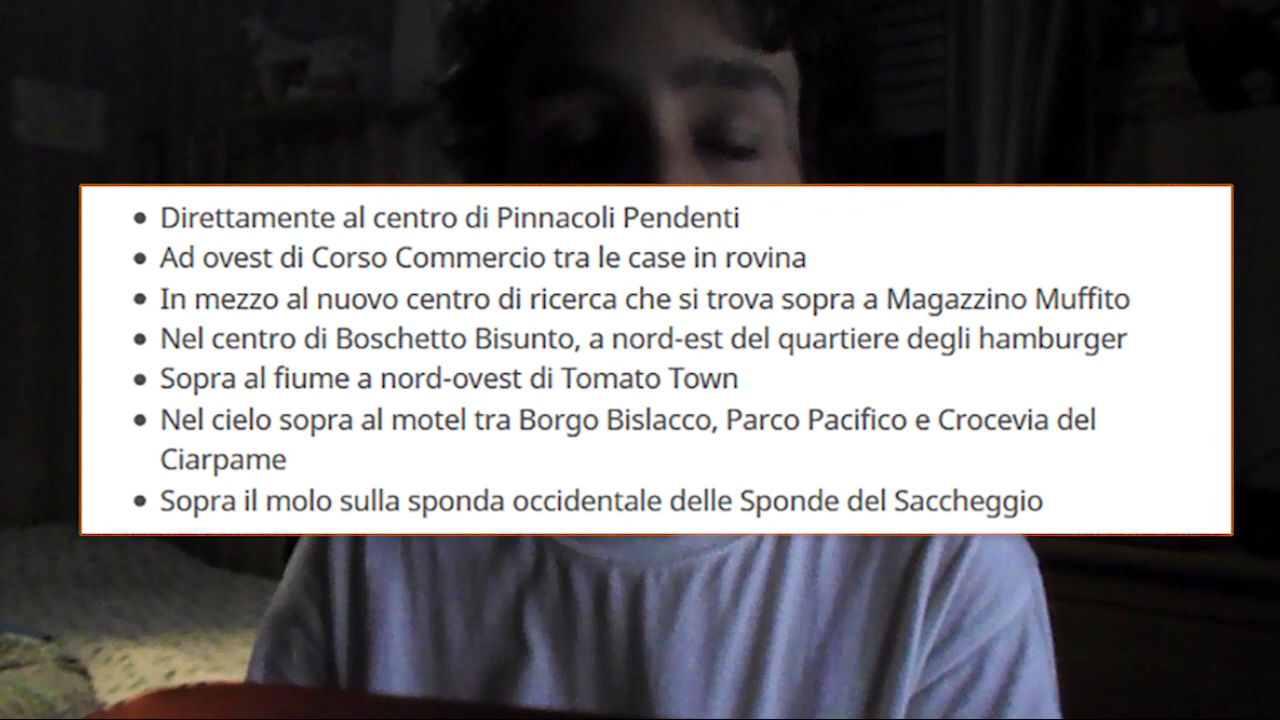 Direttamente al centro di Pinnacoli Pendenti
Ad ovest di Corso Commercio tra le case in rovina
In mezzo al nuovo centro di ricerca che si trova sopra a Magazzino Muffito
Nel centro di Boschetto Bisunto, a nord-est del quartiere degli hamburger
Sopra al fiume a nord-ovest di Tomato Town
Nel cielo sopra al motel tra Borgo Bislacco, Parco Pacifico e Crocevia del
Ciarpame
Sopra il molo sulla sponda occidentale delle Sponde del Saccheggio